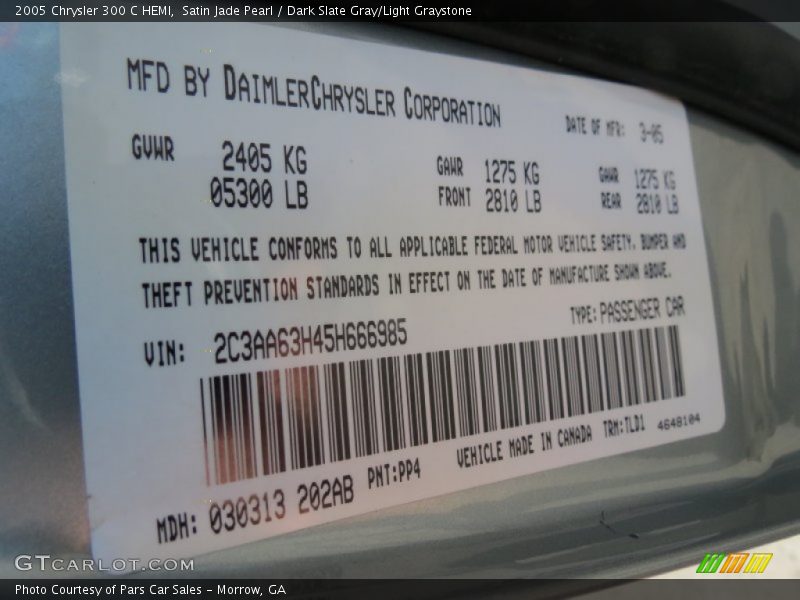 2005 Chrysler 300 C HEMI, Satin Jade Pearl / Dark Slate Gray/Light Graystone
MFD BY DAIMLERCHRYSLER CORPORATION
DATE OF MFR: 3-05
GVWR 2405 KG
05300 LB
GAWR FRONT 1275 KG
2810 LB
GAWR REAR 1275 KG
2810 LB
THIS VEHICLE CONFORMS TO ALL APPLICABLE FEDERAL MOTOR VEHICLE SAFETY, BUMPER AND
THEFT PREVENTION STANDARDS IN EFFECT ON THE DATE OF MANUFACTURE SHOWN ABOVE.
VIN: 2C3AA63H45H666985
TYPE: PASSENGER CAR
MDH: 030313 202AB PNT:PP4 VEHICLE MADE IN CANADA TRM:TLD1 4648104
GTCARLOT.COM
Photo Courtesy of Pars Car Sales - Morrow, GA